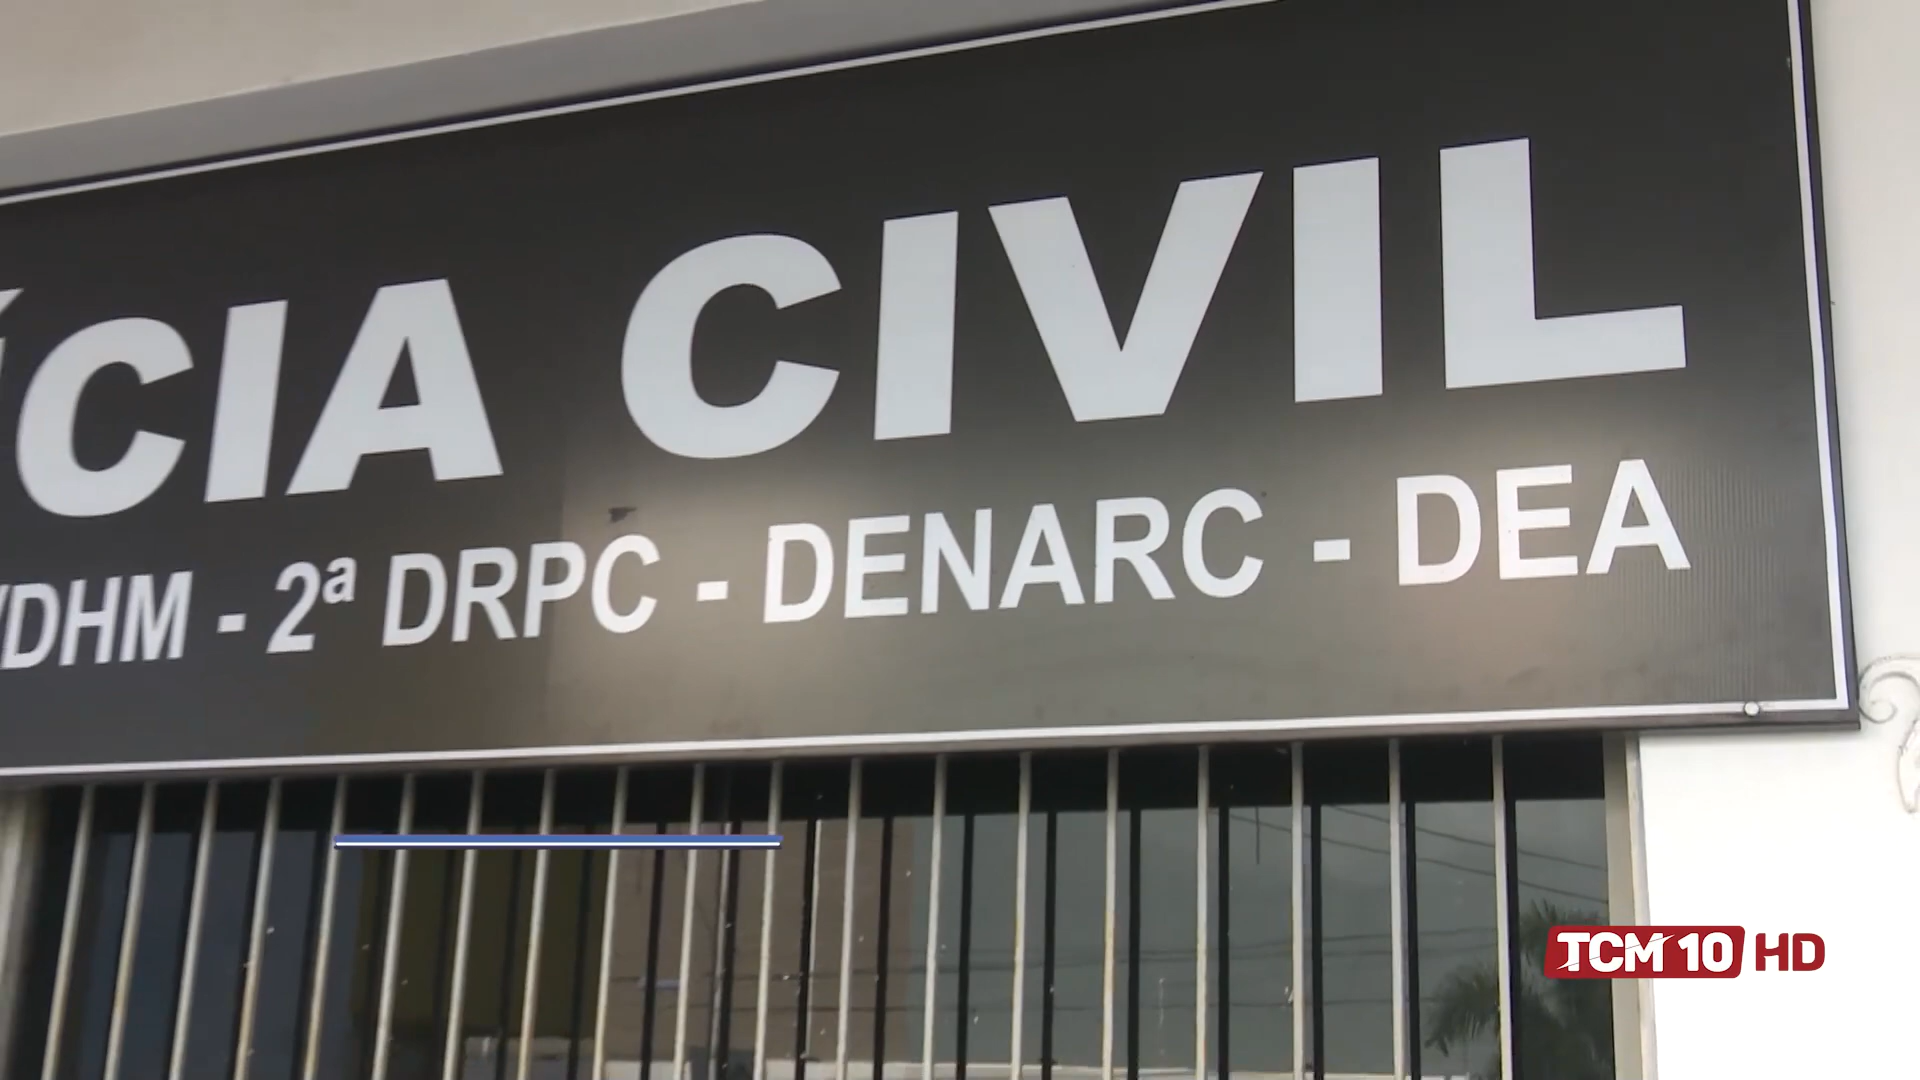 ÍCIA CIVIL
/DHM - 2ª DRPC - DENARC - DEA
TCM 10 HD